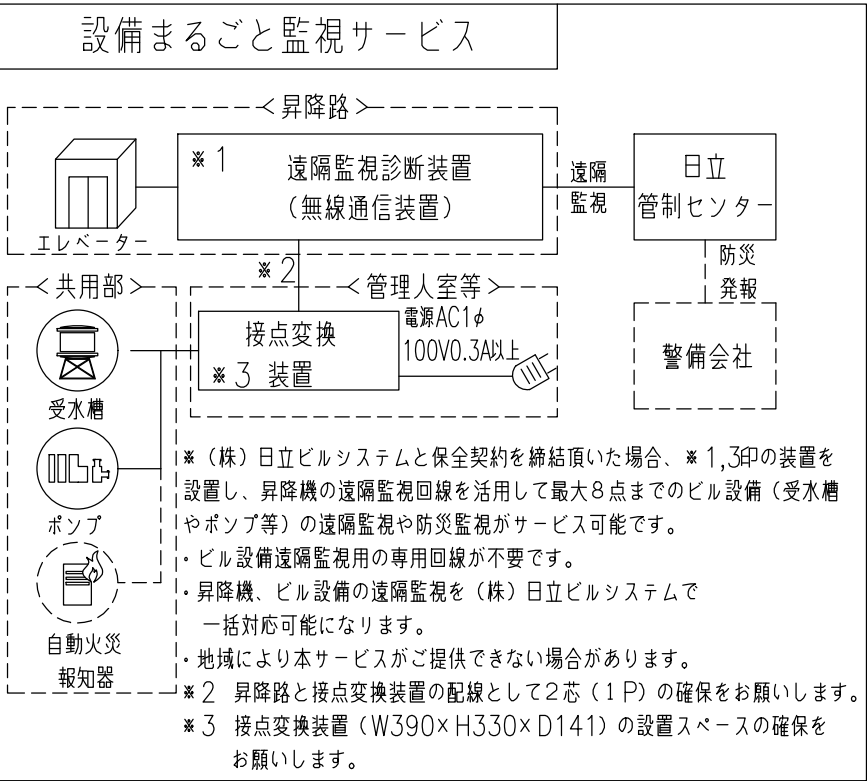 設備まるごと監視サービス
<昇降路>
※1 遠隔監視診断装置
(無線通信装置)
エレベーター
遠隔
監視
日立
管制センター
防災
発報
警備会社
※2
<共用部>
受水槽
ポンプ
自動火災
報知器
<管理人室等>
接点変換
※3 装置
電源AC1φ
100V0.3A以上
※(株)日立ビルシステムと保全契約を締結頂いた場合、※1,3印の装置を
設置し、昇降機の遠隔監視回線を活用して最大8点までのビル設備(受水槽
やポンプ等)の遠隔監視や防災監視がサービス可能です。
・ビル設備遠隔監視用の専用回線が不要です。
・昇降機、ビル設備の遠隔監視を(株)日立ビルシステムで
一括対応可能になります。
・地域により本サービスがご提供できない場合があります。
※2 昇降路と接点変換装置の配線として2芯(1P)の確保をお願いします。
※3 接点変換装置(W390×H330×D141)の設置スペースの確保を
お願いします。